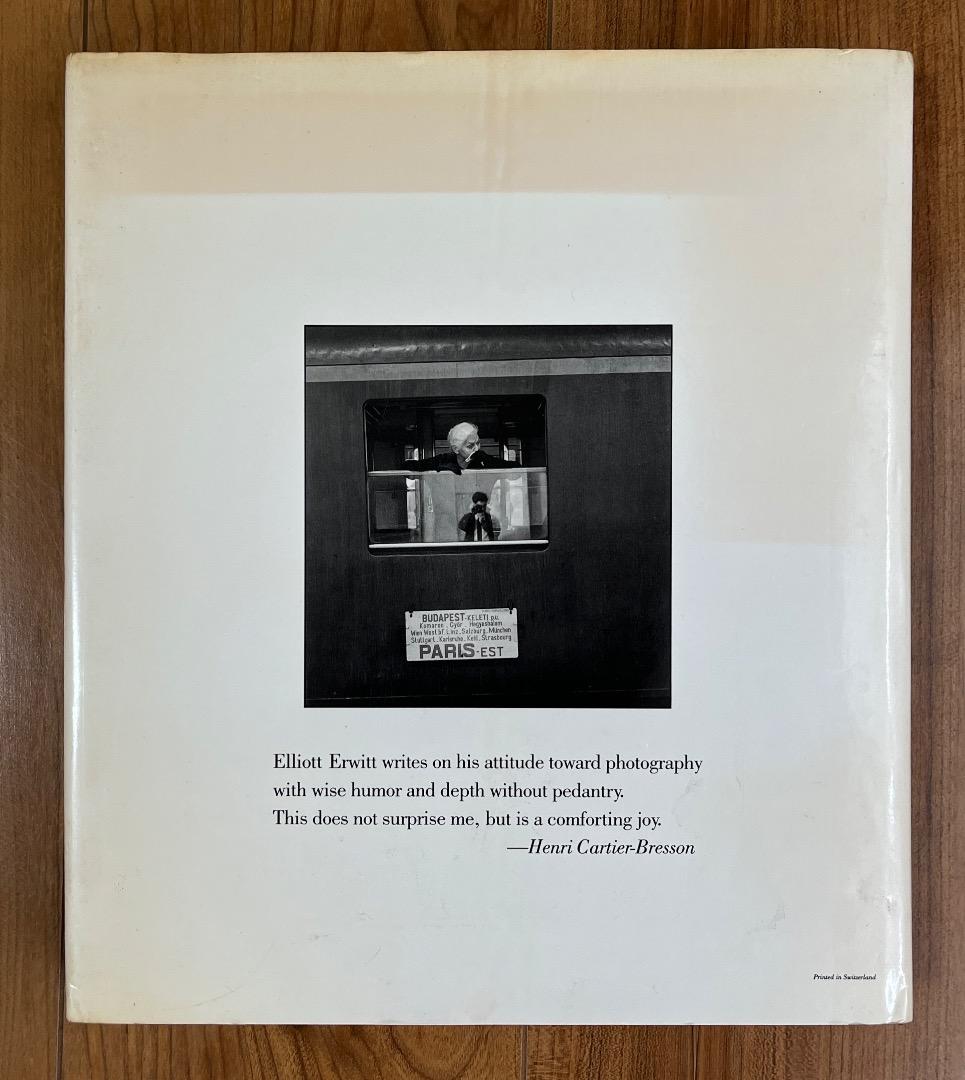 BUDAPEST-KELETI p.u.
Komárom . Győr . Hegyeshalom
Wien Westbf. Linz . Salzburg . München
Stuttgart . Karlsruhe . Kehl . Strasbourg
PARIS-EST
Elliott Erwitt writes on his attitude toward photography
with wise humor and depth without pedantry.
This does not surprise me, but is a comforting joy.
—Henri Cartier-Bresson
Printed in Switzerland